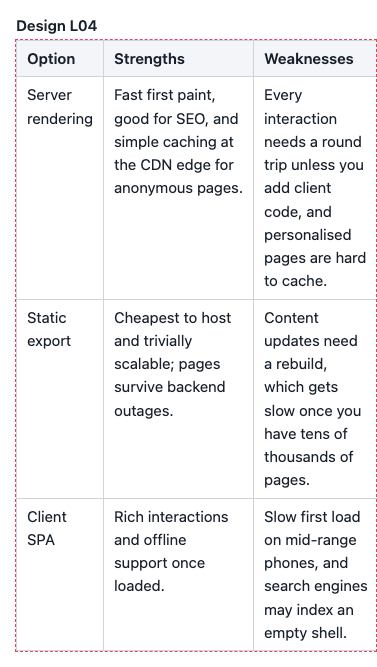 Design L04
Option Strengths Weaknesses
Server
rendering
Fast first paint,
good for SEO, and
simple caching at
the CDN edge for
anonymous pages.
Every
interaction
needs a round
trip unless you
add client
code, and
personalised
pages are hard
to cache.
Static
export
Cheapest to host
and trivially
scalable; pages
survive backend
outages.
Content
updates need
a rebuild,
which gets
slow once you
have tens of
thousands of
pages.
Client
SPA
Rich interactions
and offline
support once
loaded.
Slow first load
on mid-range
phones, and
search engines
may index an
empty shell.